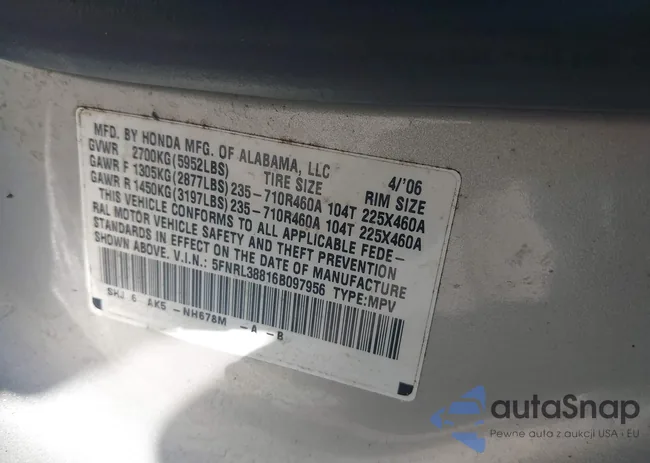 MFD. BY HONDA MFG. OF ALABAMA, LLC 4/'06
GVWR 2700KG(5952LBS) TIRE SIZE RIM SIZE
GAWR F 1305KG(2877LBS)235-710R460A 104T 225X460A
GAWR R 1450KG(3197LBS)235-710R460A 104T 225X460A
THIS VEHICLE CONFORMS TO ALL APPLICABLE FEDE-
RAL MOTOR VEHICLE SAFETY AND THEFT PREVENTION
STANDARDS IN EFFECT ON THE DATE OF MANUFACTURE
SHOWN ABOVE. V.I.N.: 5FNRL38816B097956 TYPE:MPV
SHJ 6 AK5 -NH678M -A -B
autaSnap
Pewne auta z aukcji USA i EU